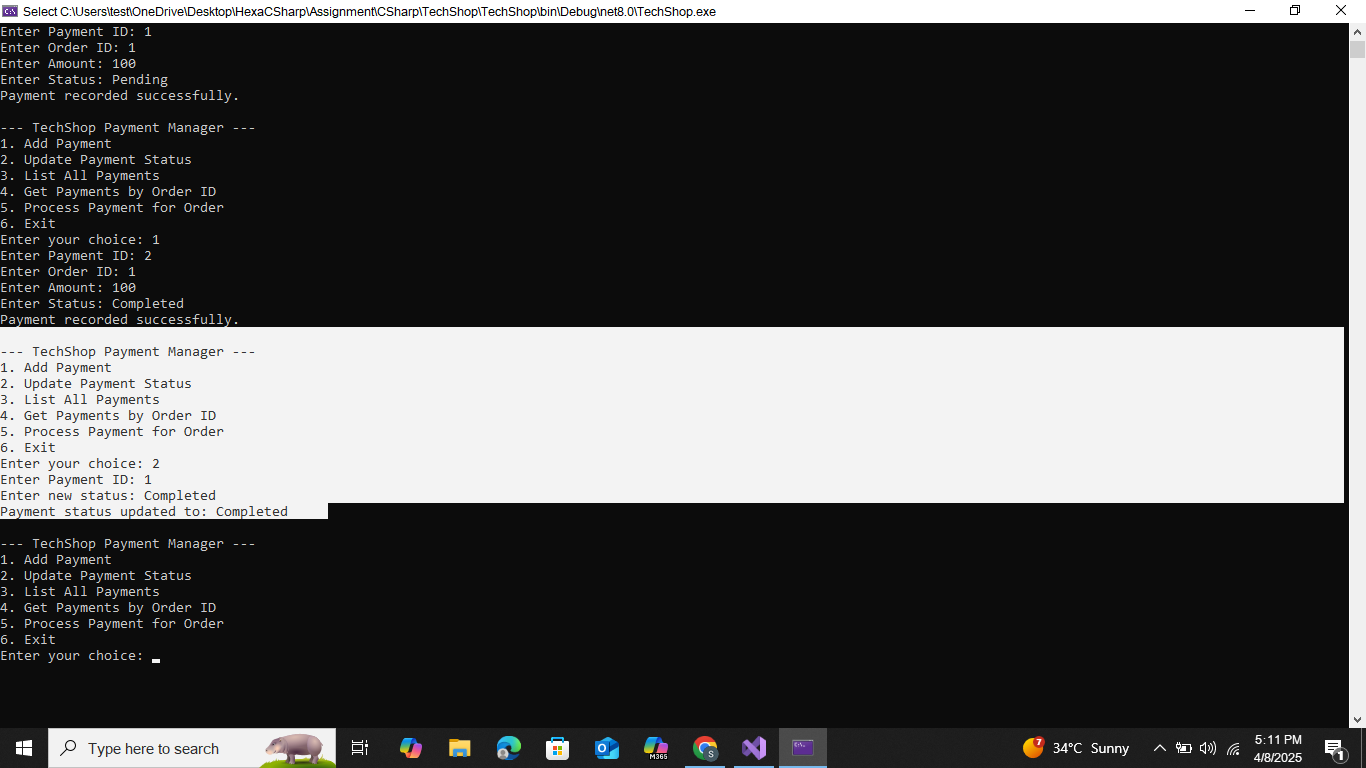 Select C:\Users\test\OneDrive\Desktop\HexaCSharp\Assignment\CSharp\TechShop\TechShop\bin\Debug\net8.0\TechShop.exe
Enter Payment ID: 1
Enter Order ID: 1
Enter Amount: 100
Enter Status: Pending
Payment recorded successfully.
--- TechShop Payment Manager ---
1. Add Payment
2. Update Payment Status
3. List All Payments
4. Get Payments by Order ID
5. Process Payment for Order
6. Exit
Enter your choice: 1
Enter Payment ID: 2
Enter Order ID: 1
Enter Amount: 100
Enter Status: Completed
Payment recorded successfully.
--- TechShop Payment Manager ---
1. Add Payment
2. Update Payment Status
3. List All Payments
4. Get Payments by Order ID
5. Process Payment for Order
6. Exit
Enter your choice: 2
Enter Payment ID: 1
Enter new status: Completed
Payment status updated to: Completed
--- TechShop Payment Manager ---
1. Add Payment
2. Update Payment Status
3. List All Payments
4. Get Payments by Order ID
5. Process Payment for Order
6. Exit
Enter your choice:
Type here to search
M365
S
7
34°C Sunny
5:11 PM
4/8/2025
1